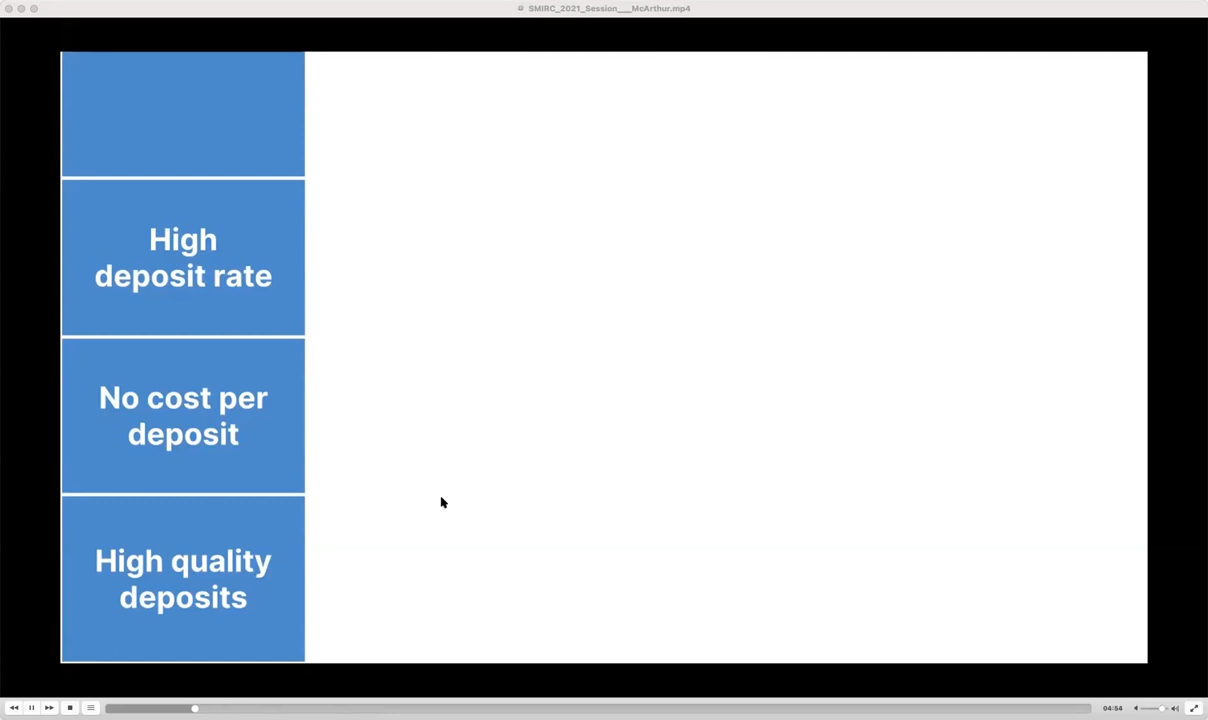 SMIRC_2021_Session___McArthur.mp4
High
deposit rate
No cost per
deposit
High quality
deposits
04:54